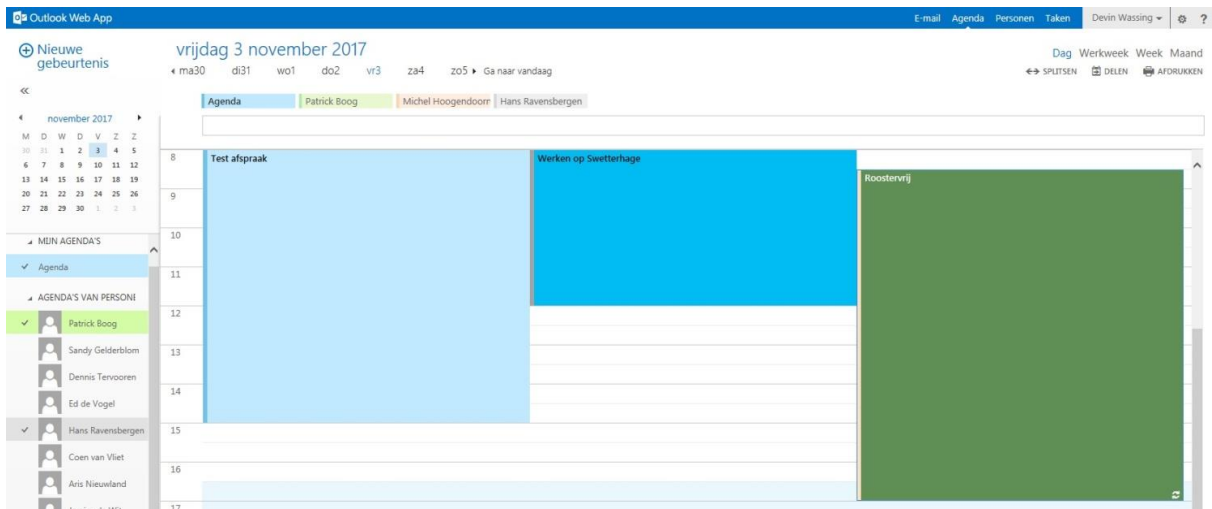 Outlook Web App
E-mail Agenda Personen Taken Devin Wassing ?
Nieuwe
gebeurtenis
vrijdag 3 november 2017
Dag Werkweek Week Maand
ma30 di31 wo1 do2 vr3 za4 zo5 Ga naar vandaag
SPLITSEN DELEN AFDRUKKEN
Agenda Patrick Boog Michel Hoogendoorn Hans Ravensbergen
november 2017
M D W D V Z Z
30 31 1 2 3 4 5
6 7 8 9 10 11 12
13 14 15 16 17 18 19
20 21 22 23 24 25 26
27 28 29 30 1 2 3
MIJN AGENDA'S
Agenda
AGENDA'S VAN PERSONE
Patrick Boog
Sandy Gelderblom
Dennis Tervooren
Ed de Vogel
Hans Ravensbergen
Coen van Vliet
Aris Nieuwland
8 Test afspraak Werken op Swetterhage
Roostervrij
9
10
11
12
13
14
15
16
17